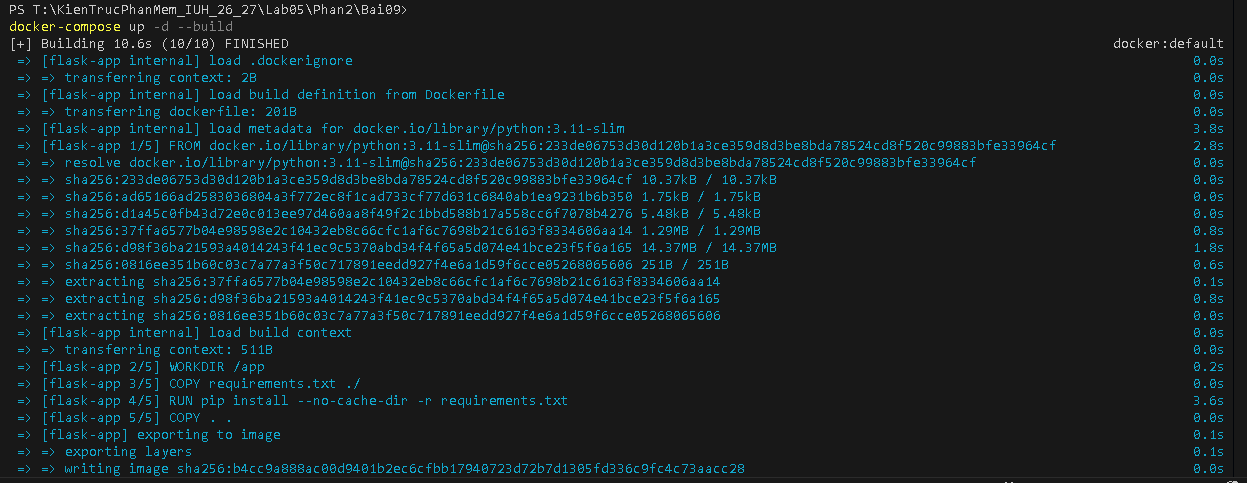 PS T:\KienTrucPhanMem_IUH_26_27\Lab05\Phan2\Bai09>
docker-compose up -d --build
[+] Building 10.6s (10/10) FINISHED docker:default
=> [flask-app internal] load .dockerignore 0.0s
=> => transferring context: 2B 0.0s
=> [flask-app internal] load build definition from Dockerfile 0.0s
=> => transferring dockerfile: 201B 0.0s
=> [flask-app internal] load metadata for docker.io/library/python:3.11-slim 3.8s
=> [flask-app 1/5] FROM docker.io/library/python:3.11-slim@sha256:233de06753d30d120b1a3ce359d8d3be8bda78524cd8f520c99883bfe33964cf 2.8s
=> => resolve docker.io/library/python:3.11-slim@sha256:233de06753d30d120b1a3ce359d8d3be8bda78524cd8f520c99883bfe33964cf 0.0s
=> => sha256:233de06753d30d120b1a3ce359d8d3be8bda78524cd8f520c99883bfe33964cf 10.37kB / 10.37kB 0.0s
=> => sha256:ad65166ad2583036804a3f772ec8f1cad733cf77d631c6840ab1ea9231b6b350 1.75kB / 1.75kB 0.0s
=> => sha256:d1a45c0fb43d72e0c013ee97d460aa8f49f2c1bbd588b17a558cc6f7078b4276 5.48kB / 5.48kB 0.0s
=> => sha256:37ffa6577b04e98598e2c10432eb8c66cfc1af6c7698b21c6163f8334606aa14 1.29MB / 1.29MB 0.8s
=> => sha256:d98f36ba21593a4014243f41ec9c5370abd34f4f65a5d074e41bce23f5f6a165 14.37MB / 14.37MB 1.8s
=> => sha256:0816ee351b60c03c7a77a3f50c717891eedd927f4e6a1d59f6cce05268065606 251B / 251B 0.6s
=> => extracting sha256:37ffa6577b04e98598e2c10432eb8c66cfc1af6c7698b21c6163f8334606aa14 0.1s
=> => extracting sha256:d98f36ba21593a4014243f41ec9c5370abd34f4f65a5d074e41bce23f5f6a165 0.8s
=> => extracting sha256:0816ee351b60c03c7a77a3f50c717891eedd927f4e6a1d59f6cce05268065606 0.0s
=> [flask-app internal] load build context 0.0s
=> => transferring context: 511B 0.0s
=> [flask-app 2/5] WORKDIR /app 0.2s
=> [flask-app 3/5] COPY requirements.txt ./ 0.0s
=> [flask-app 4/5] RUN pip install --no-cache-dir -r requirements.txt 3.6s
=> [flask-app 5/5] COPY . . 0.0s
=> [flask-app] exporting to image 0.1s
=> => exporting layers 0.1s
=> => writing image sha256:b4cc9a888ac00d9401b2ec6cfbb17940723d72b7d1305fd336c9fc4c73aacc28 0.0s